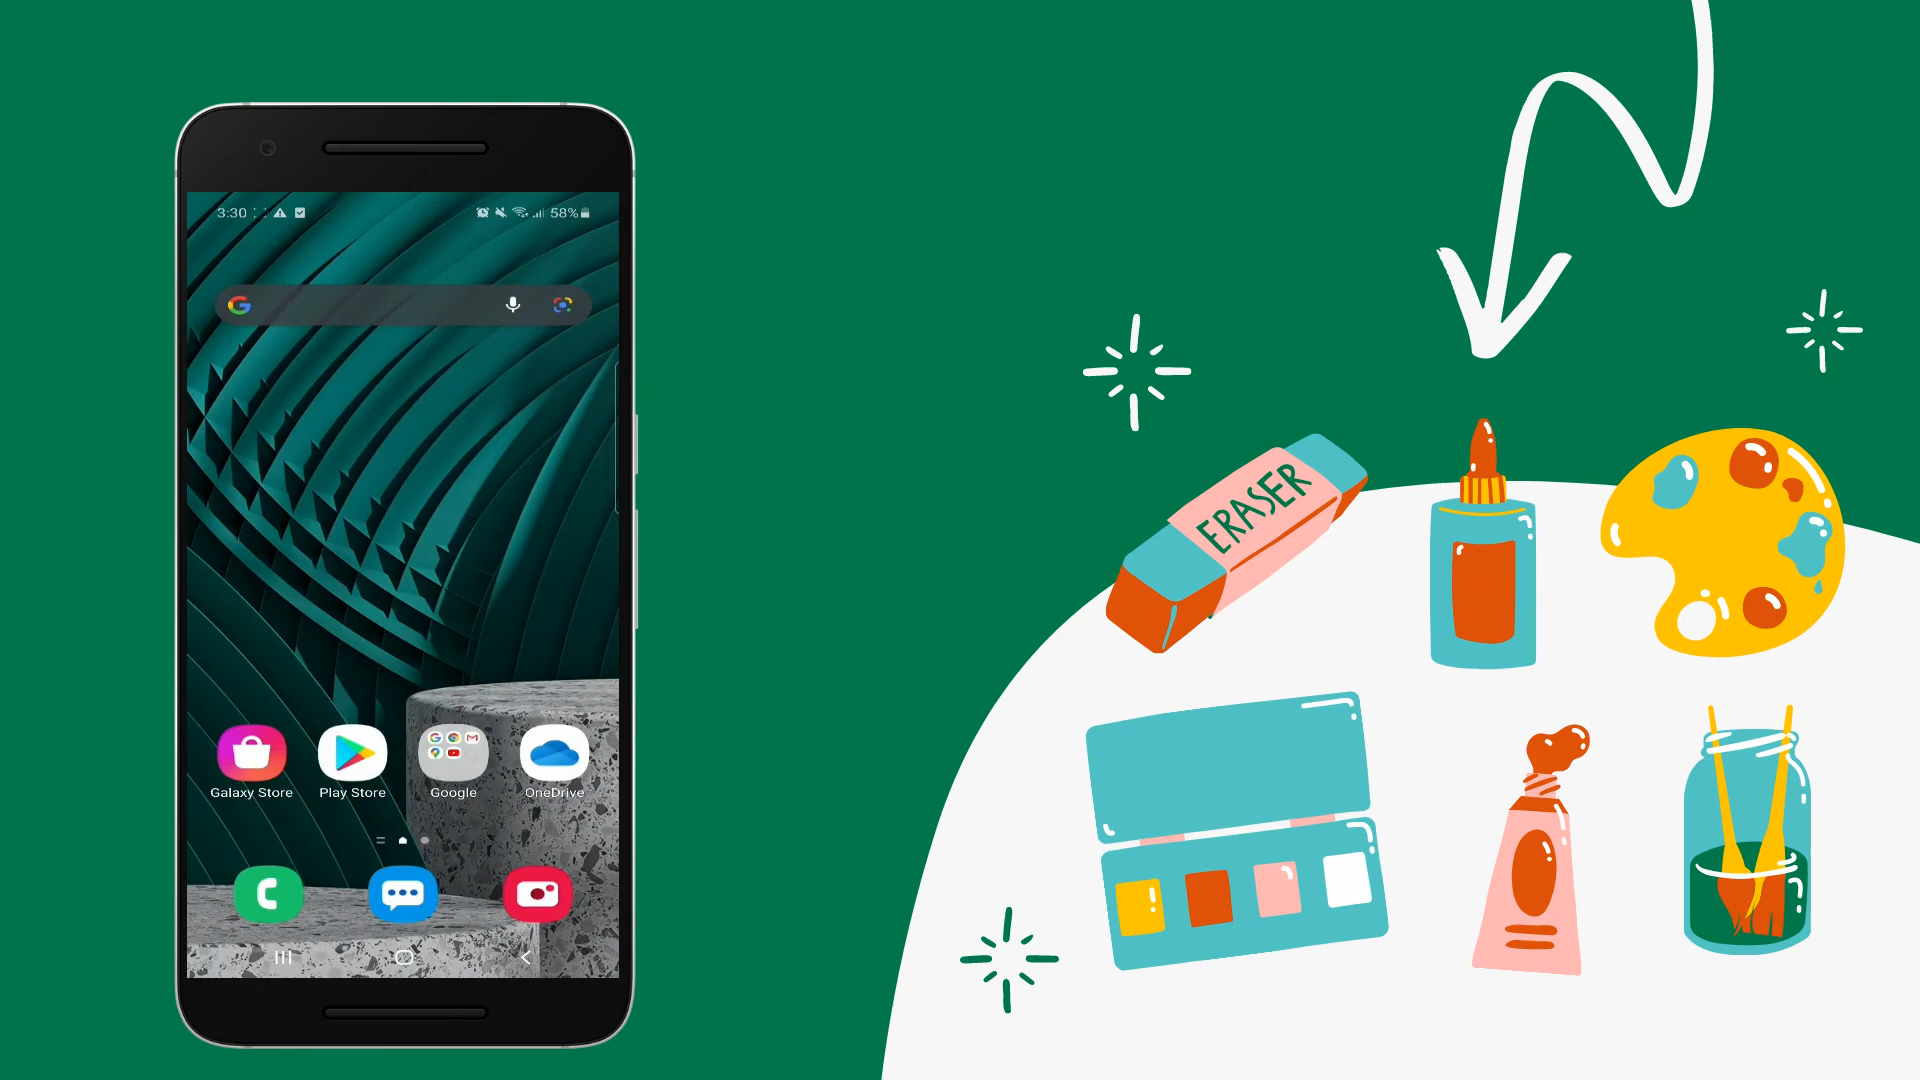 3:30
58%
Galaxy Store
Play Store
Google
OneDrive
ERASER